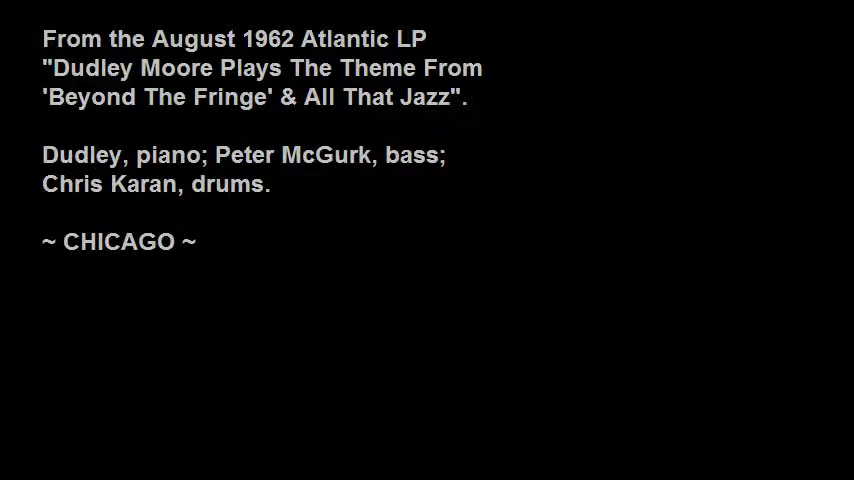 From the August 1962 Atlantic LP
"Dudley Moore Plays The Theme From
'Beyond The Fringe' & All That Jazz".
Dudley, piano; Peter McGurk, bass;
Chris Karan, drums.
~ CHICAGO ~